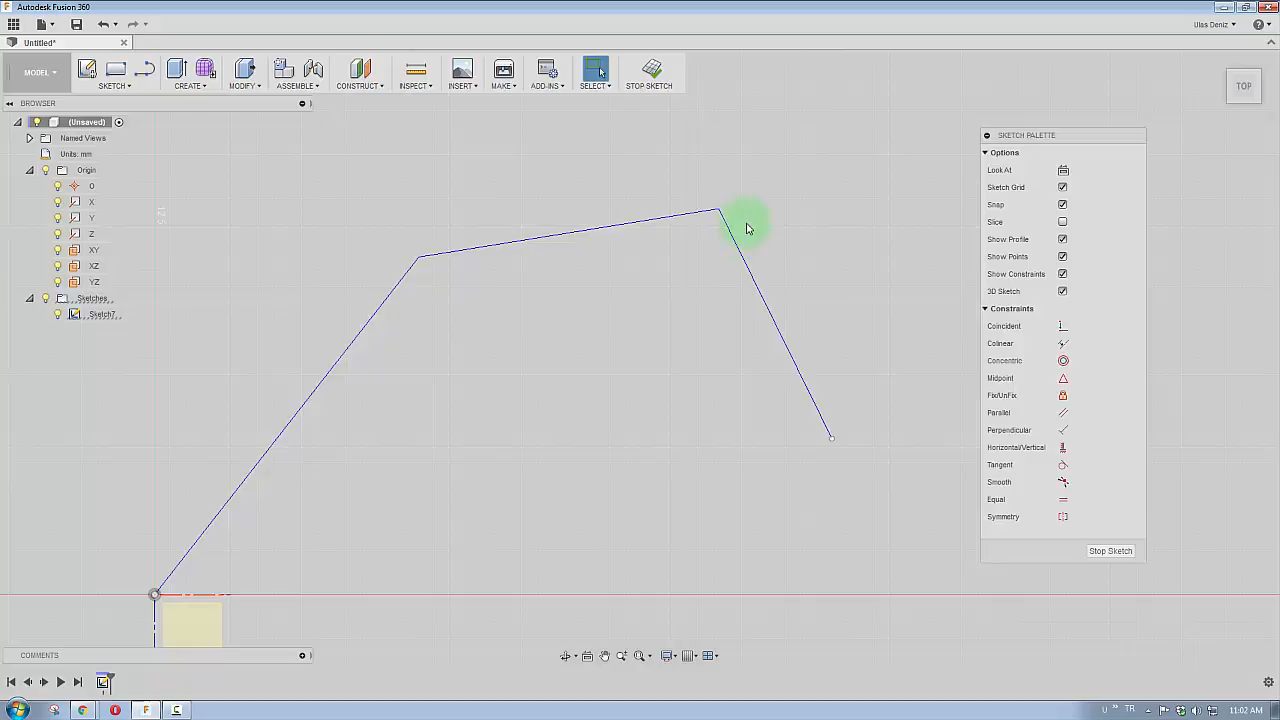 Autodesk Fusion 360
Ulas Deniz
Untitled*
MODEL
SKETCH
CREATE
MODIFY
ASSEMBLE
CONSTRUCT
INSPECT
INSERT
MAKE
ADD-INS
SELECT
STOP SKETCH
TOP
BROWSER
(Unsaved)
Named Views
Units: mm
Origin
O
X
Y
Z
XY
XZ
YZ
Sketches
Sketch7
12.5
SKETCH PALETTE
Options
Look At
Sketch Grid
Snap
Slice
Show Profile
Show Points
Show Constraints
3D Sketch
Constraints
Coincident
Colinear
Concentric
Midpoint
Fix/UnFix
Parallel
Perpendicular
Horizontal/Vertical
Tangent
Smooth
Equal
Symmetry
Stop Sketch
COMMENTS
U » TR 11:02 AM